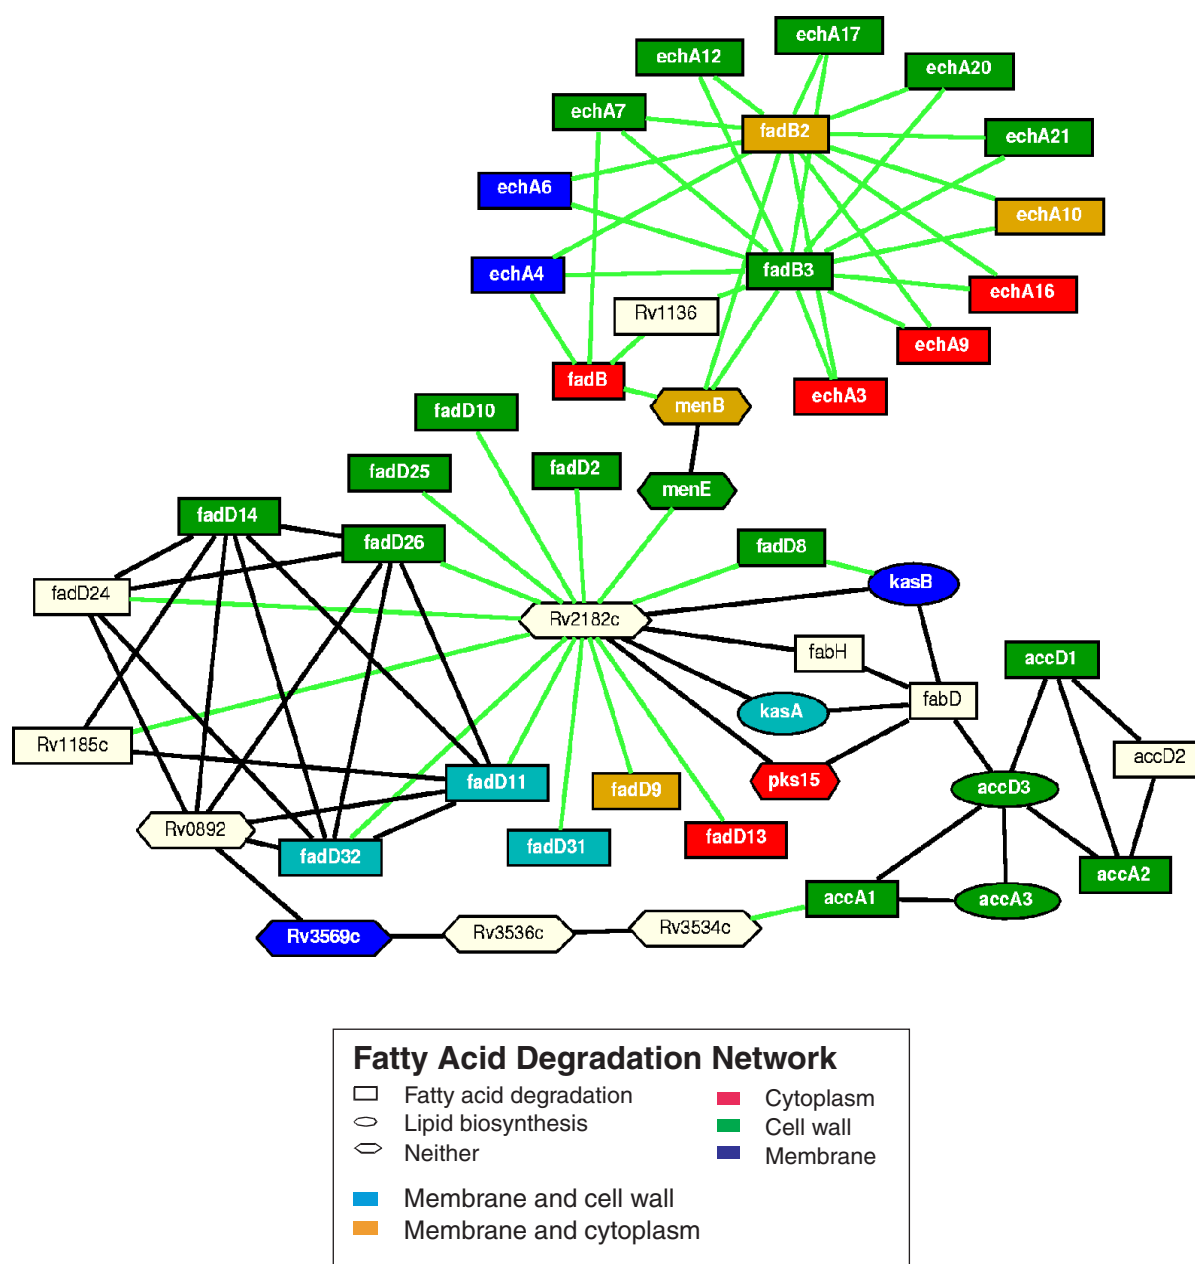 echA17
echA12
echA20
echA7
fadB2
echA21
echA6
echA10
echA4
fadB3
echA16
Rv1136
echA9
fadB
echA3
menB
fadD10
fadD25
fadD2
menE
fadD14
fadD26
fadD8
kasB
fadD24
Rv2182c
fabH
accD1
fabD
kasA
Rv1185c
accD2
fadD11
fadD9
pks15
accD3
Rv0892
fadD32
fadD31
fadD13
accA2
accA1
accA3
Rv3569c
Rv3536c
Rv3534c
Fatty Acid Degradation Network
Fatty acid degradation
Lipid biosynthesis
Neither
Cytoplasm
Cell wall
Membrane
Membrane and cell wall
Membrane and cytoplasm